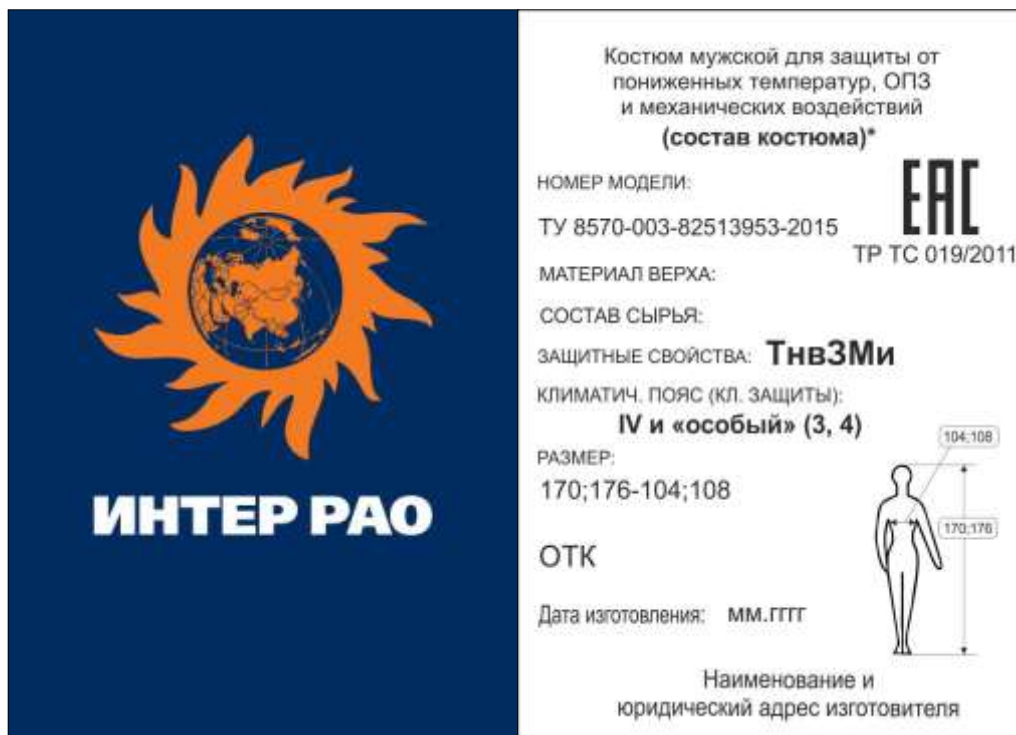 ИНТЕР РАО
Костюм мужской для защиты от
пониженных температур, ОПЗ
и механических воздействий
(состав костюма)*
НОМЕР МОДЕЛИ:
ТУ 8570-003-82513953-2015
ЕАС
ТР ТС 019/2011
МАТЕРИАЛ ВЕРХА:
СОСТАВ СЫРЬЯ:
ЗАЩИТНЫЕ СВОЙСТВА: ТнвЗМи
КЛИМАТИЧ. ПОЯС (КЛ. ЗАЩИТЫ):
IV и «особый» (3, 4)
РАЗМЕР:
170;176-104;108
104;108
170;176
ОТК
Дата изготовления: мм.гггг
Наименование и
юридический адрес изготовителя